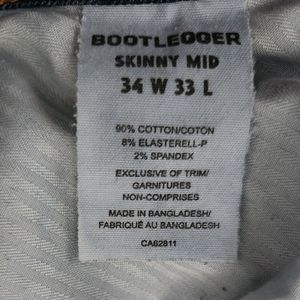 BOOTLEGGER
SKINNY MID
34 W 33 L
90% COTTON/COTON
8% ELASTERELL-P
2% SPANDEX
EXCLUSIVE OF TRIM/
GARNITURES
NON-COMPRISES
MADE IN BANGLADESH/
FABRIQUÉ AU BANGLADESH
CA62811